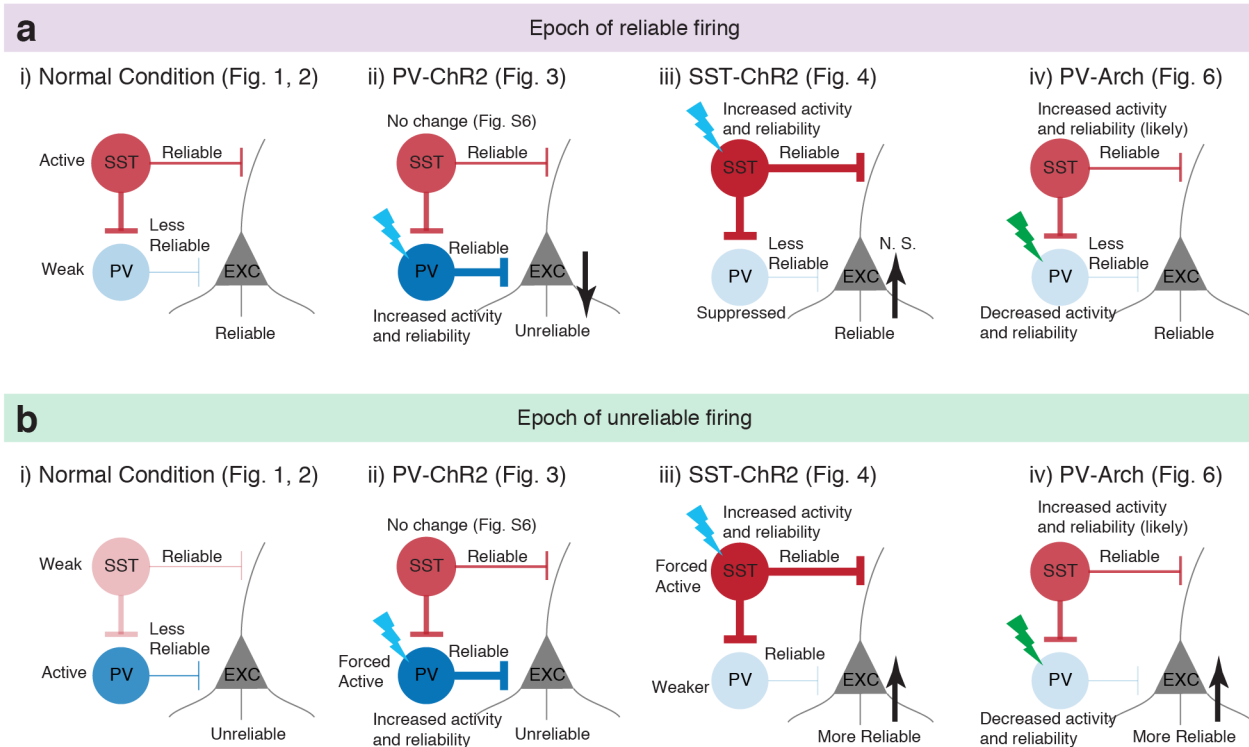 a
Epoch of reliable firing
i) Normal Condition (Fig. 1, 2)
Active
SST
Reliable
Less
Reliable
Weak
PV
EXC
Reliable
ii) PV-ChR2 (Fig. 3)
No change (Fig. S6)
SST
Reliable
PV
Reliable
EXC
Increased activity
and reliability
Unreliable
iii) SST-ChR2 (Fig. 4)
Increased activity
and reliability
SST
Reliable
Less
Reliable
N. S.
PV
EXC
Suppressed
Reliable
iv) PV-Arch (Fig. 6)
Increased activity
and reliability (likely)
SST
Reliable
Less
Reliable
PV
EXC
Decreased activity
and reliability
Reliable
b
Epoch of unreliable firing
i) Normal Condition (Fig. 1, 2)
Weak
SST
Reliable
Less
Reliable
Active
PV
EXC
Unreliable
ii) PV-ChR2 (Fig. 3)
No change (Fig. S6)
SST
Reliable
Forced
Active
PV
Reliable
EXC
Increased activity
and reliability
Unreliable
iii) SST-ChR2 (Fig. 4)
Increased activity
and reliability
Forced
Active
SST
Reliable
Reliable
Weaker
PV
EXC
More Reliable
iv) PV-Arch (Fig. 6)
Increased activity
and reliability (likely)
SST
Reliable
PV
EXC
Decreased activity
and reliability
More Reliable